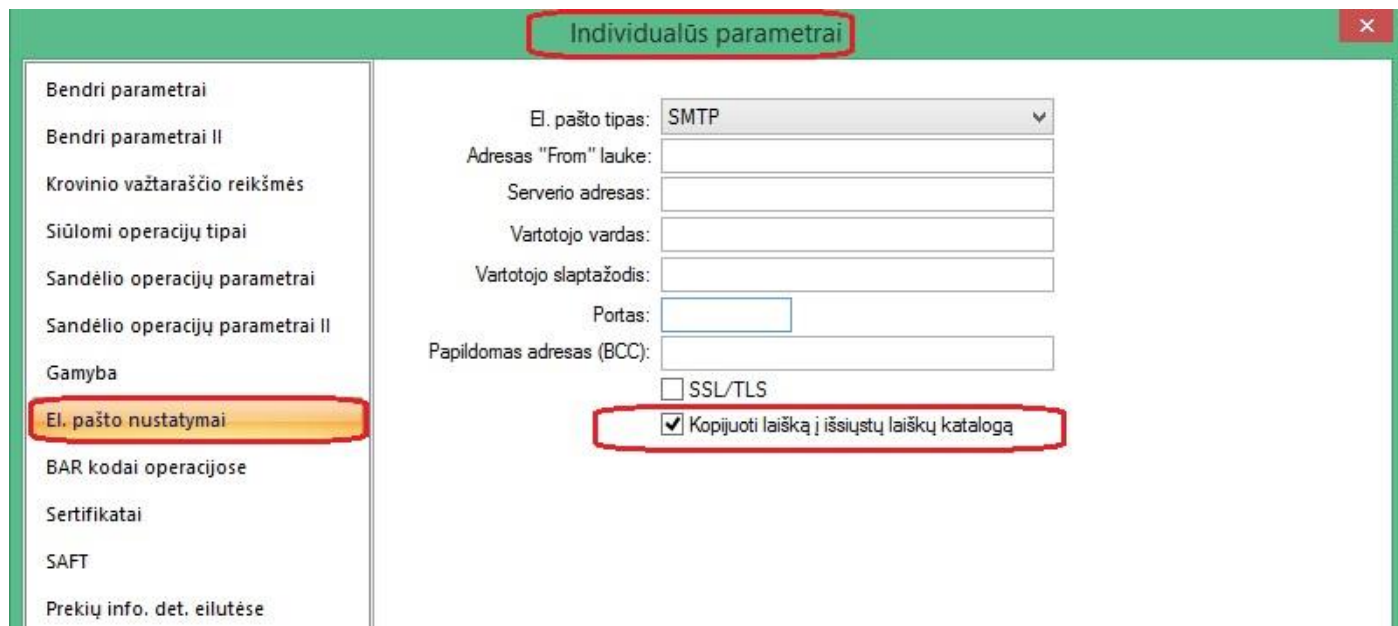 Individualūs parametrai
Bendri parametrai
Bendri parametrai II
Krovinio važtaraščio reikšmės
Siūlomi operacijų tipai
Sandėlio operacijų parametrai
Sandėlio operacijų parametrai II
Gamyba
El. pašto nustatymai
BAR kodai operacijose
Sertifikatai
SAFT
Prekių info. det. eilutėse
El. pašto tipas: SMTP
Adresas "From" lauke:
Serverio adresas:
Vartotojo vardas:
Vartotojo slaptažodis:
Portas:
Papildomas adresas (BCC):
SSL/TLS
Kopijuoti laišką į išsiųstų laiškų katalogą